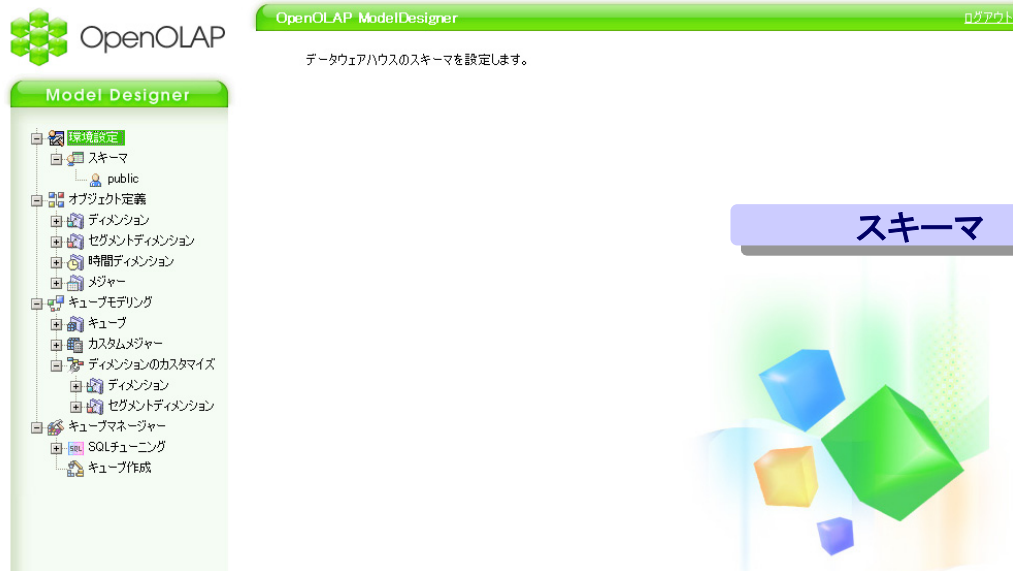 OpenOLAP
OpenOLAP ModelDesigner
ログアウト
データウェアハウスのスキーマを設定します。
Model Designer
環境設定
スキーマ
public
オブジェクト定義
ディメンション
セグメントディメンション
時間ディメンション
メジャー
キューブモデリング
キューブ
カスタムメジャー
ディメンションのカスタマイズ
ディメンション
セグメントディメンション
キューブマネージャー
SQL SQLチューニング
キューブ作成
スキーマ